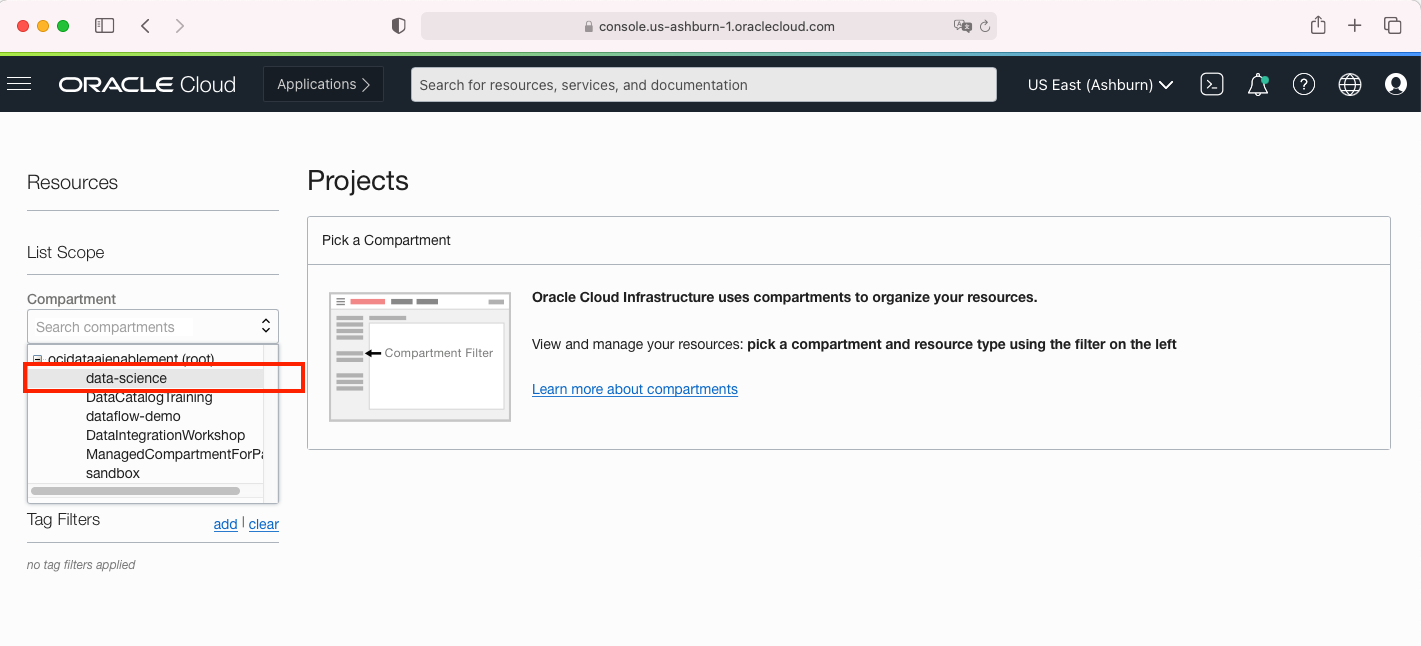 console.us-ashburn-1.oraclecloud.com
ORACLE Cloud
Applications
Search for resources, services, and documentation
US East (Ashburn)
Resources
List Scope
Compartment
Search compartments
ocidataaienablement (root)
data-science
DataCatalogTraining
dataflow-demo
DataIntegrationWorkshop
ManagedCompartmentForPa
sandbox
Tag Filters
add | clear
no tag filters applied
Projects
Pick a Compartment
Compartment Filter
Oracle Cloud Infrastructure uses compartments to organize your resources.
View and manage your resources: pick a compartment and resource type using the filter on the left
Learn more about compartments